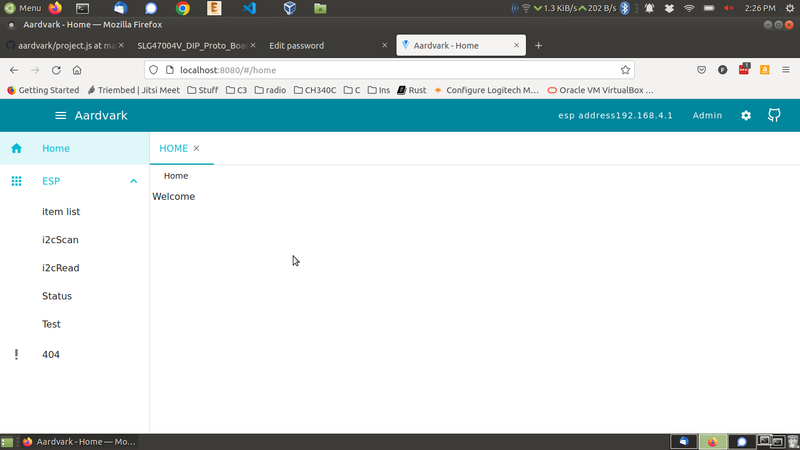 Menu
1.3 KiB/s
202 B
2:26 PM
Aardvark - Home — Mozilla Firefox
aardvark/project.js at ma
SLG47004V_DIP_Proto_Boa
Edit password
Aardvark - Home
localhost:8080/#/home
1
Getting Started
Triembed | Jitsi Meet
Stuff
C3
radio
CH340C
C
Ins
Rust
Configure Logitech M…
Oracle VM VirtualBox …
Aardvark
esp address192.168.4.1
Admin
Home
HOME
ESP
Home
Welcome
item list
i2cScan
i2cRead
Status
Test
404
Aardvark - Home — Mo…